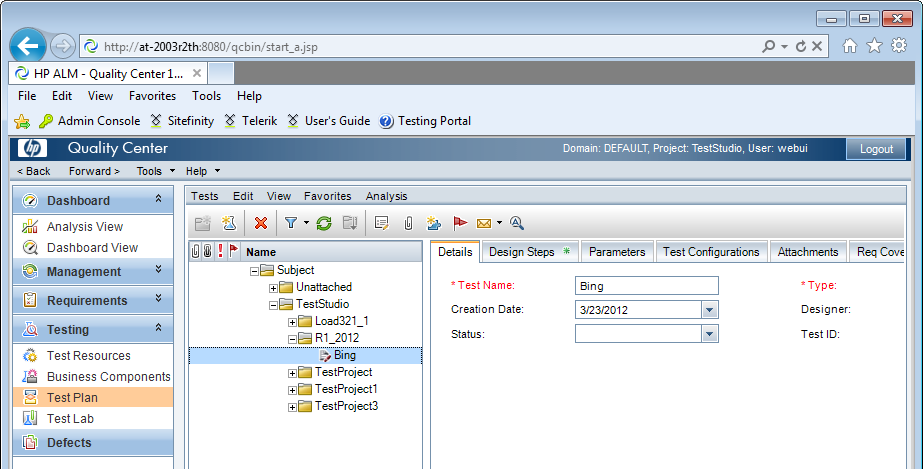 http://at-2003r2th:8080/qcbin/start_a.jsp
HP ALM - Quality Center 1...
File Edit View Favorites Tools Help
Admin Console Sitefinity Telerik User's Guide Testing Portal
hp Quality Center Domain: DEFAULT, Project: TestStudio, User: webui Logout
< Back Forward > Tools Help
Dashboard
Analysis View
Dashboard View
Management
Requirements
Testing
Test Resources
Business Components
Test Plan
Test Lab
Defects
Tests Edit View Favorites Analysis
Name
Subject
Unattached
TestStudio
Load321_1
R1_2012
Bing
TestProject
TestProject1
TestProject3
Details Design Steps * Parameters Test Configurations Attachments Req Cove
* Test Name: Bing * Type:
Creation Date: 3/23/2012 Designer:
Status: Test ID: